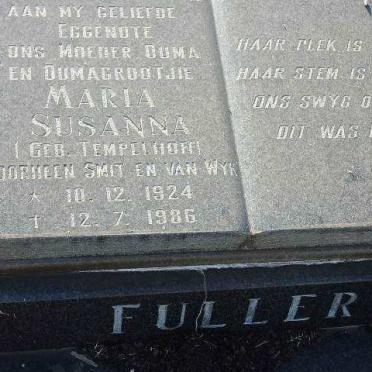 AAN MY GELIEFDE
EGGENOTE
ONS MOEDER OUMA
EN OUMAGROOTJIE
MARIA
SUSANNA
(GEB. TEMPELHOFF)
VOORHEEN SMIT EN VAN WYK
* 10.12.1924
† 12.7.1986
HAAR PLEK IS
HAAR STEM IS
ONS SWYG
DIT WAS
FULLER